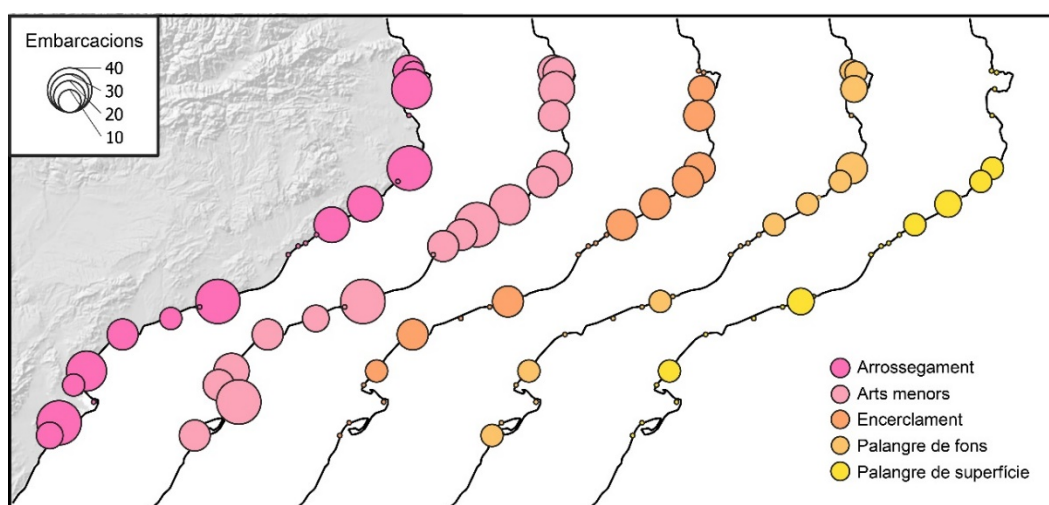 Embarcacions
40
30
20
10
Arrossegament
Arts menors
Encerclament
Palangre de fons
Palangre de superfície